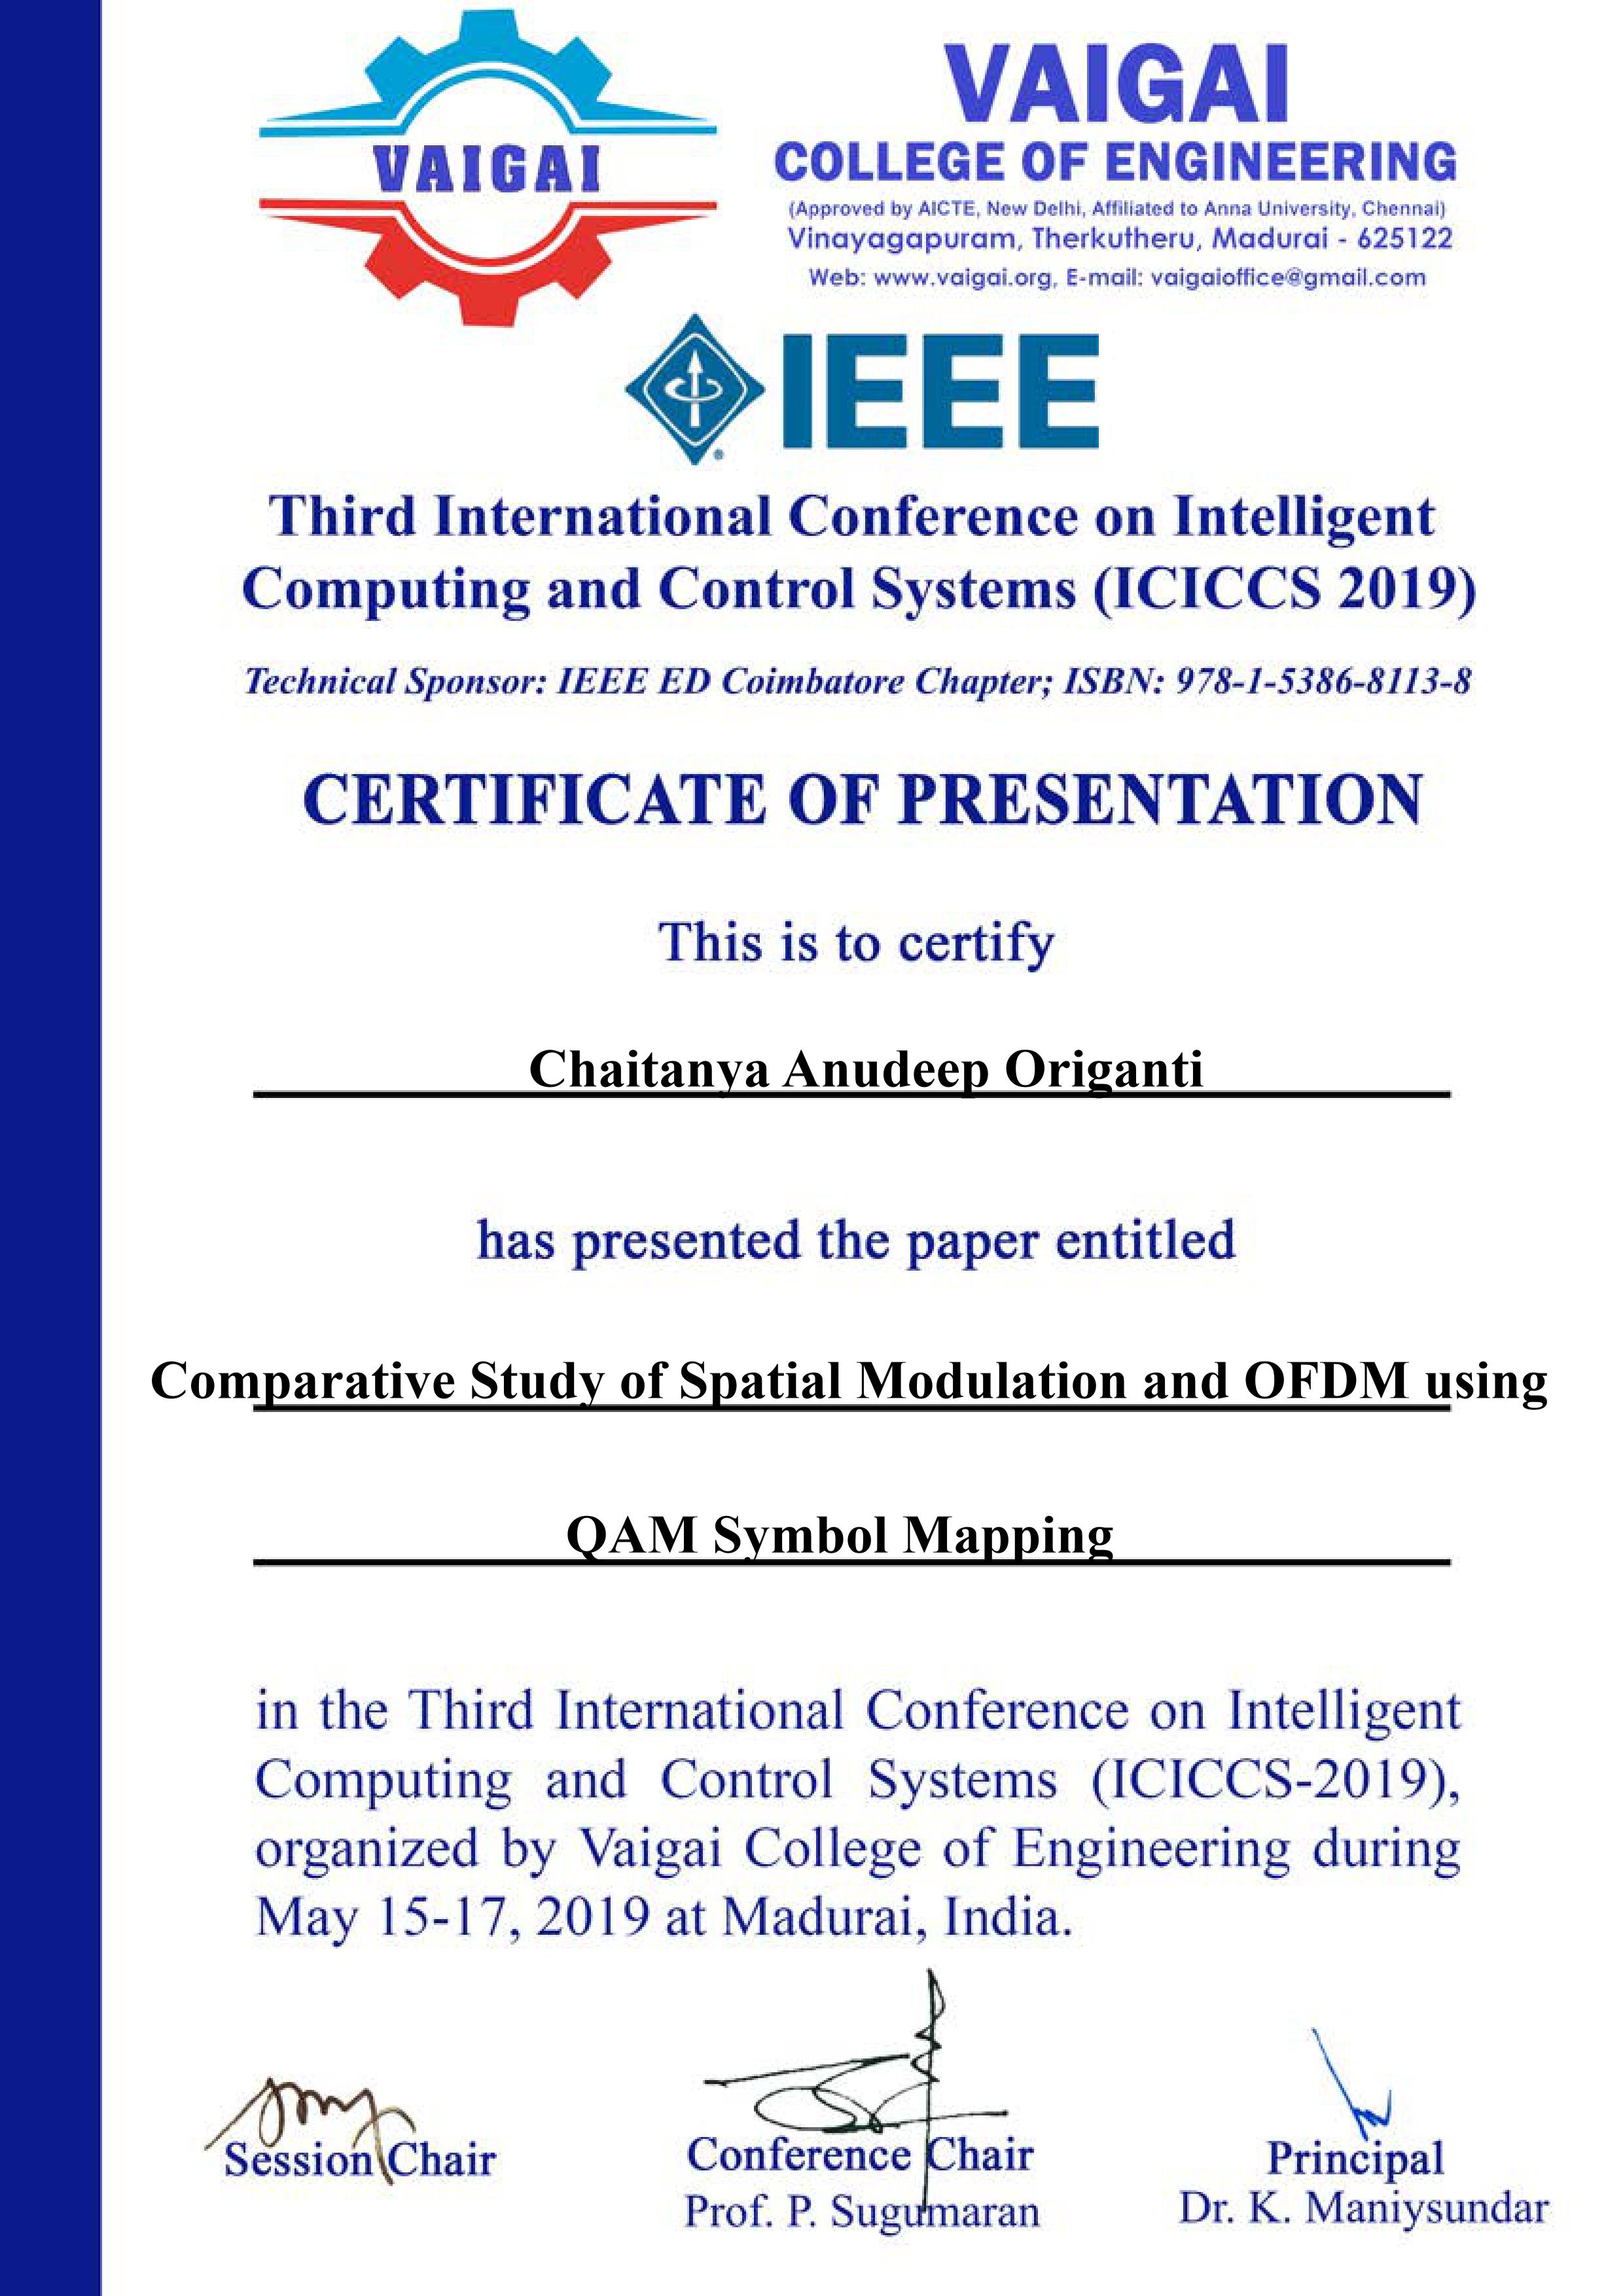 VAIGAI
VAIGAI
COLLEGE OF ENGINEERING
(Approved by AICTE, New Delhi, Affiliated to Anna University, Chennai)
Vinayagapuram, Therkutheru, Madurai - 625122
Web: www.vaigai.org, E-mail: vaigaioffice@gmail.com
IEEE
Third International Conference on Intelligent
Computing and Control Systems (ICICCS 2019)
Technical Sponsor: IEEE ED Coimbatore Chapter; ISBN: 978-1-5386-8113-8
CERTIFICATE OF PRESENTATION
This is to certify
Chaitanya Anudeep Origanti
has presented the paper entitled
Comparative Study of Spatial Modulation and OFDM using
QAM Symbol Mapping
in the Third International Conference on Intelligent
Computing and Control Systems (ICICCS-2019),
organized by Vaigai College of Engineering during
May 15-17, 2019 at Madurai, India.
Session Chair
Conference Chair
Prof. P. Sugumaran
Principal
Dr. K. Maniysundar